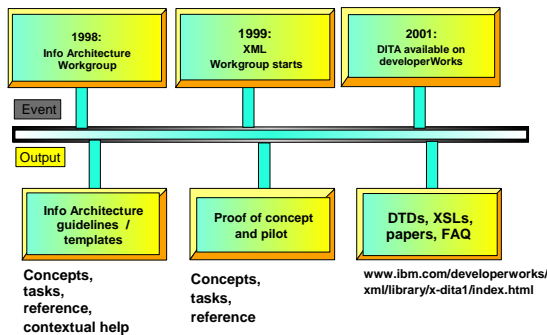 1998:
Info Architecture
Workgroup
1999:
XML
Workgroup starts
2001:
DITA available on
developerWorks
Event
Output
Info Architecture
guidelines /
templates
Proof of concept
and pilot
DTDs, XSLs,
papers, FAQ
Concepts,
tasks,
reference,
contextual help
Concepts,
tasks,
reference
www.ibm.com/developerworks/
xml/library/x-dita1/index.html